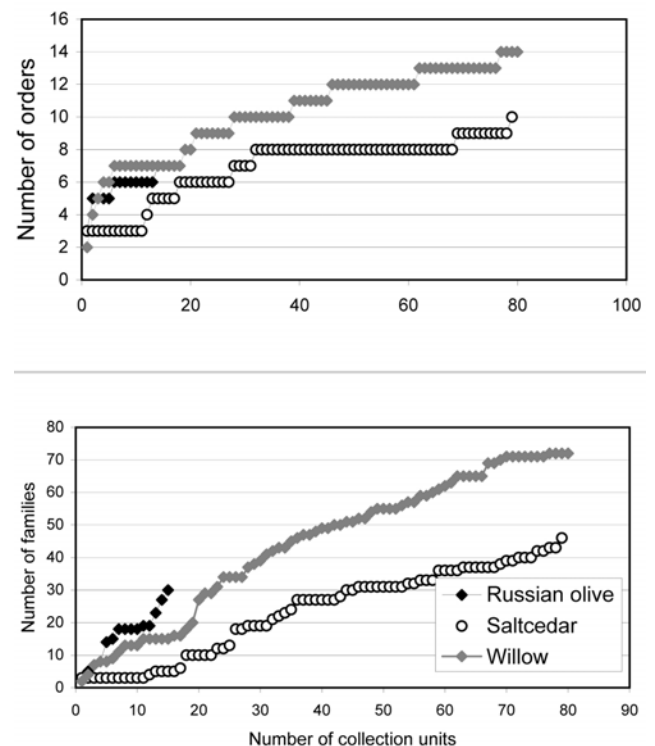 Number of orders
16
14
12
10
8
6
4
2
0
0 20 40 60 80 100
Number of families
80
70
60
50
40
30
20
10
0
Russian olive
Saltcedar
Willow
0 10 20 30 40 50 60 70 80 90
Number of collection units